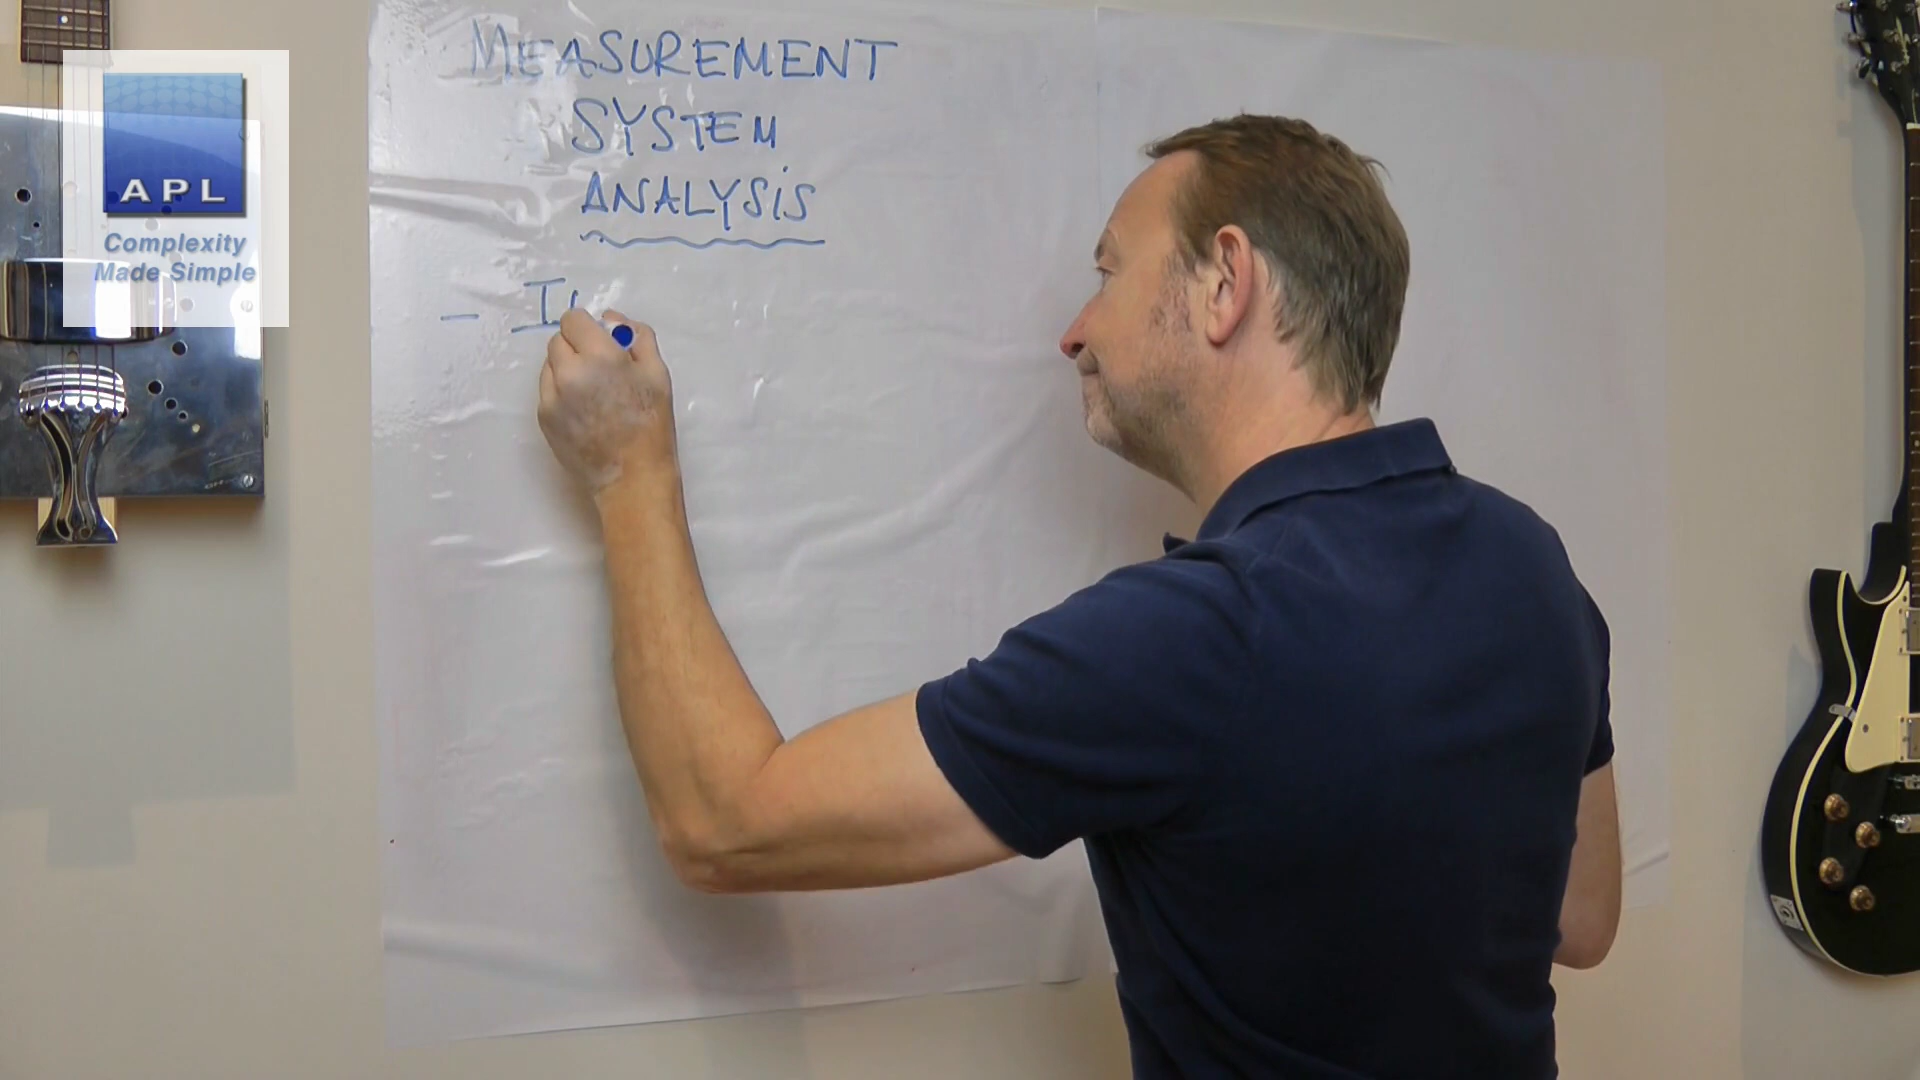 MEASUREMENT
SYSTEM
ANALYSIS
APL
Complexity
Made Simple